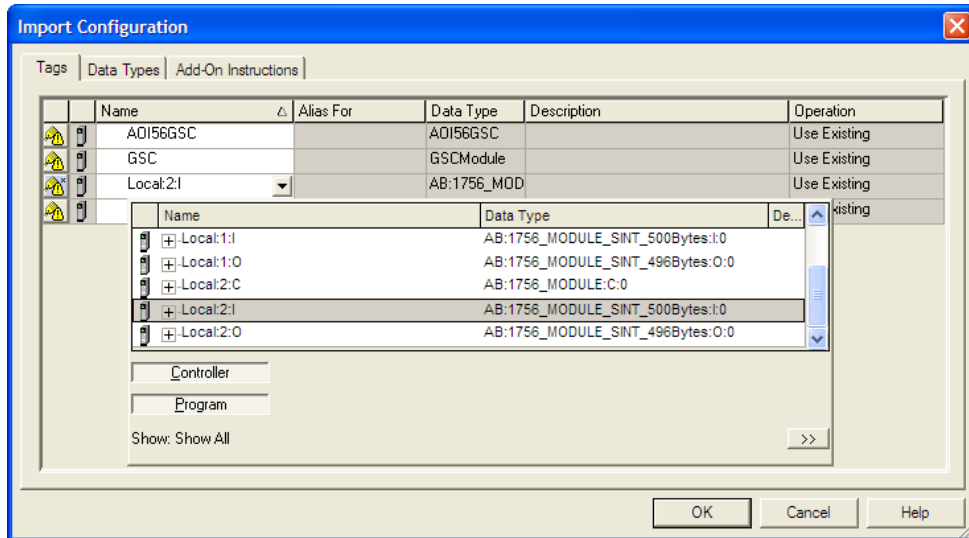 Import Configuration
Tags Data Types Add-On Instructions
Name Alias For Data Type Description Operation
AOI56GSC AOI56GSC Use Existing
GSC GSCModule Use Existing
Local:2:I AB:1756_MOD Use Existing
xisting
Name Data Type De...
Local:1:I AB:1756_MODULE_SINT_500Bytes:I:0
Local:1:O AB:1756_MODULE_SINT_496Bytes:O:0
Local:2:C AB:1756_MODULE:C:0
Local:2:I AB:1756_MODULE_SINT_500Bytes:I:0
Local:2:O AB:1756_MODULE_SINT_496Bytes:O:0
Controller
Program
Show: Show All >>
OK Cancel Help